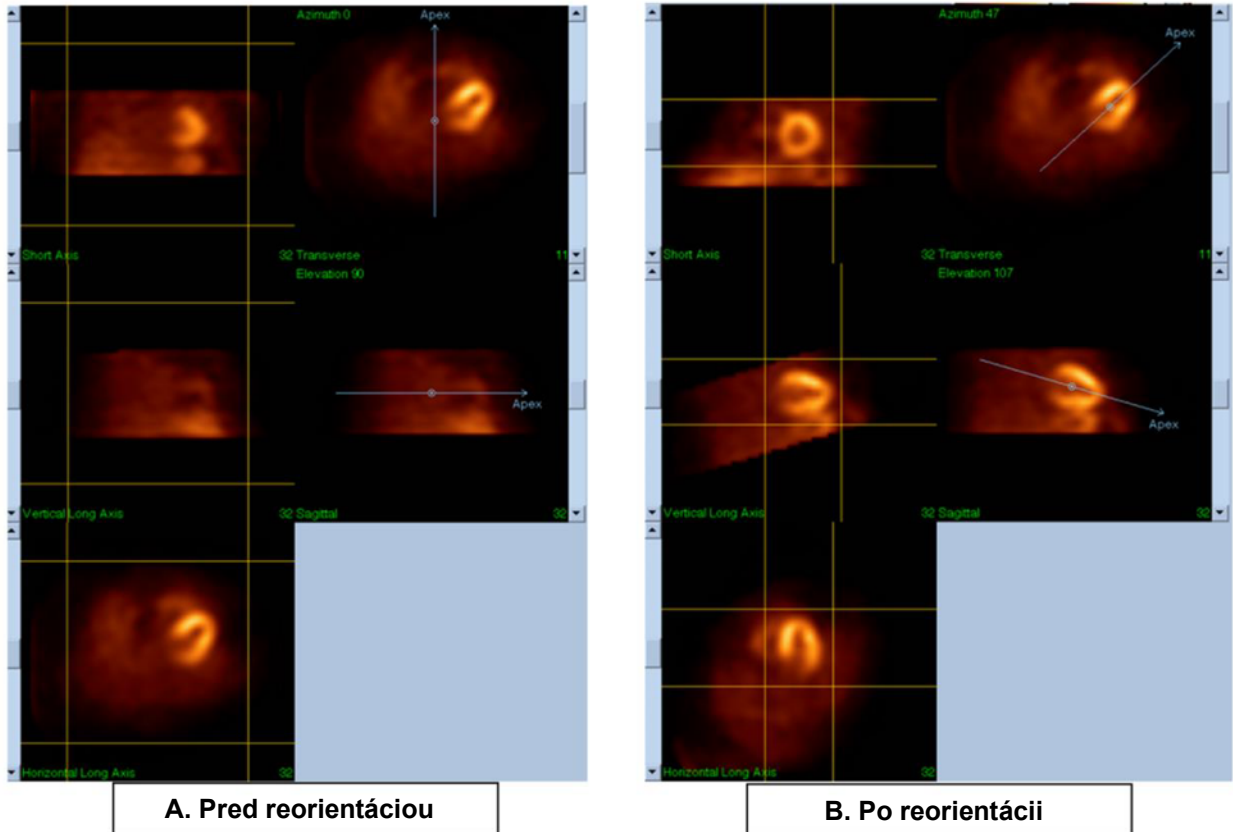 Azimuth 0
Apex
Short Axis
32
Transverse
11
Elevation 90
Apex
Vertical Long Axis
32
Sagittal
32
Horizontal Long Axis
32
A. Pred reorientáciou
Azimuth 47
Apex
Short Axis
32
Transverse
11
Elevation 107
Apex
Vertical Long Axis
32
Sagittal
32
Horizontal Long Axis
32
B. Po reorientácii